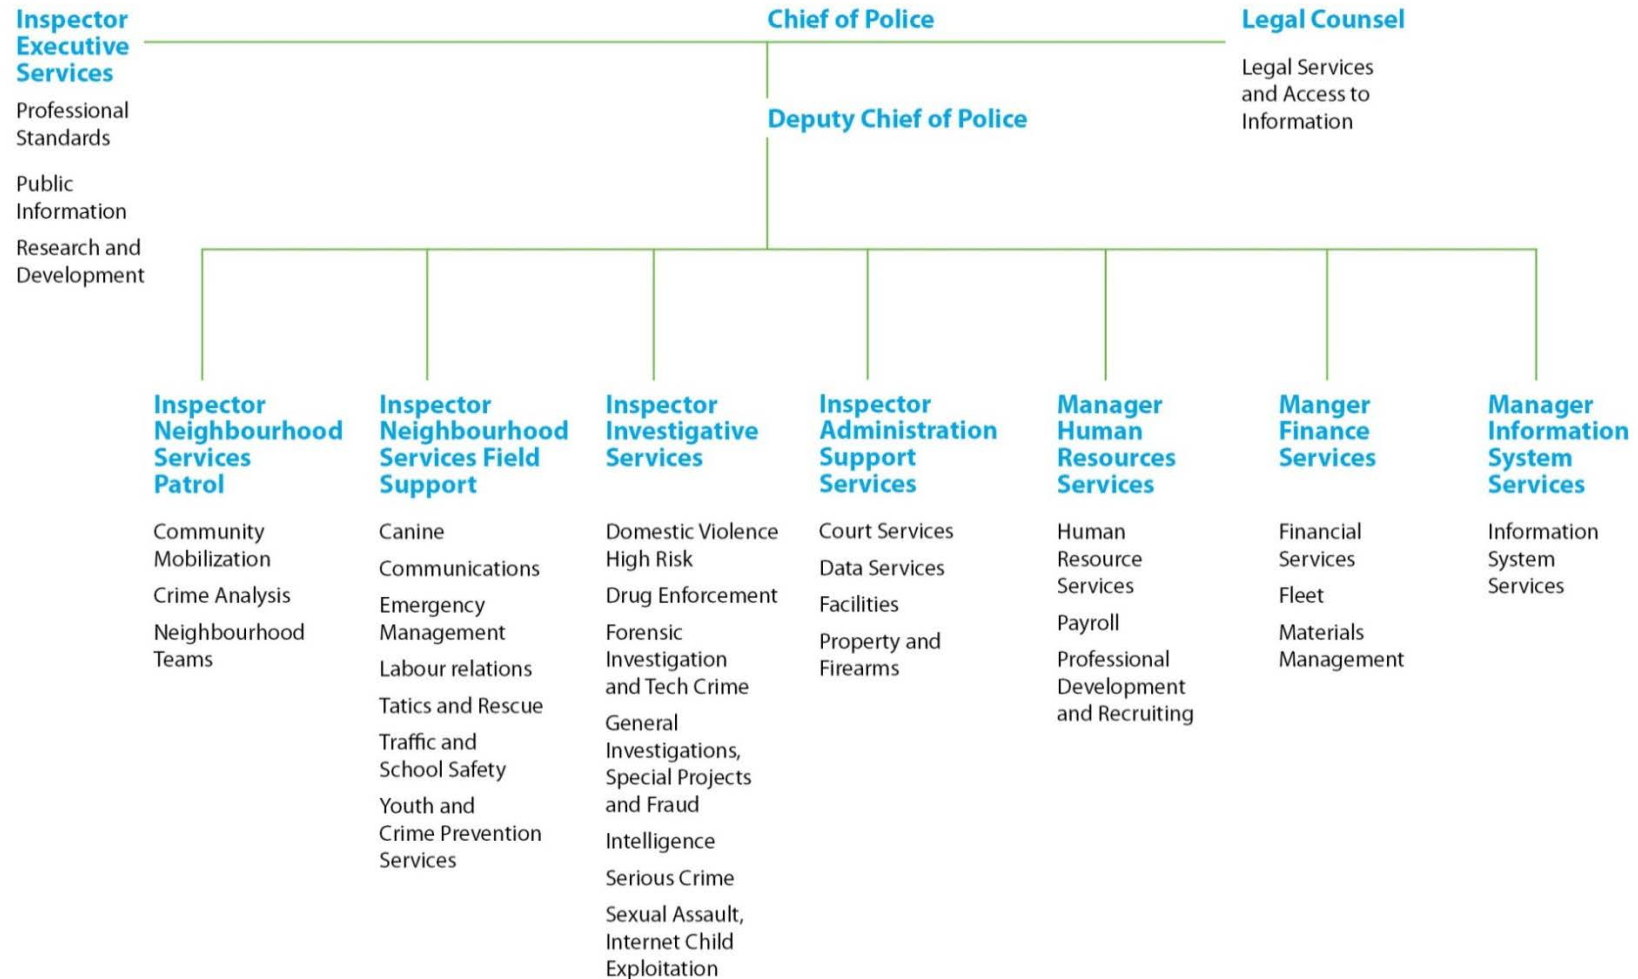 Inspector
Executive
Services
Professional
Standards
Public
Information
Research and
Development
Chief of Police
Deputy Chief of Police
Legal Counsel
Legal Services
and Access to
Information
Inspector
Neighbourhood
Services
Patrol
Community
Mobilization
Crime Analysis
Neighbourhood
Teams
Inspector
Neighbourhood
Services Field
Support
Canine
Communications
Emergency
Management
Labour relations
Tatics and Rescue
Traffic and
School Safety
Youth and
Crime Prevention
Services
Inspector
Investigative
Services
Domestic Violence
High Risk
Drug Enforcement
Forensic
Investigation
and Tech Crime
General
Investigations,
Special Projects
and Fraud
Intelligence
Serious Crime
Sexual Assault,
Internet Child
Exploitation
Inspector
Administration
Support
Services
Court Services
Data Services
Facilities
Property and
Firearms
Manager
Human
Resources
Services
Human
Resource
Services
Payroll
Professional
Development
and Recruiting
Manger
Finance
Services
Financial
Services
Fleet
Materials
Management
Manager
Information
System
Services
Information
System
Services